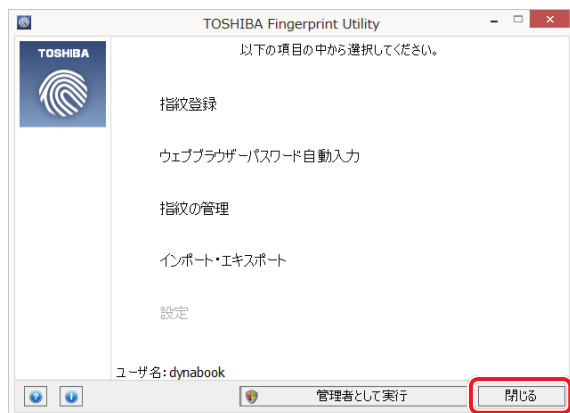 TOSHIBA Fingerprint Utility
TOSHIBA
以下の項目の中から選択してください。
指紋登録
ウェブブラウザーパスワード自動入力
指紋の管理
インポート・エキスポート
設定
ユーザ名: dynabook
管理者として実行
閉じる